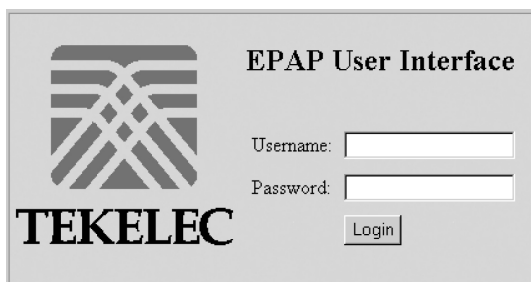 EPAP User Interface
Username:
Password:
TEKELEC
Login